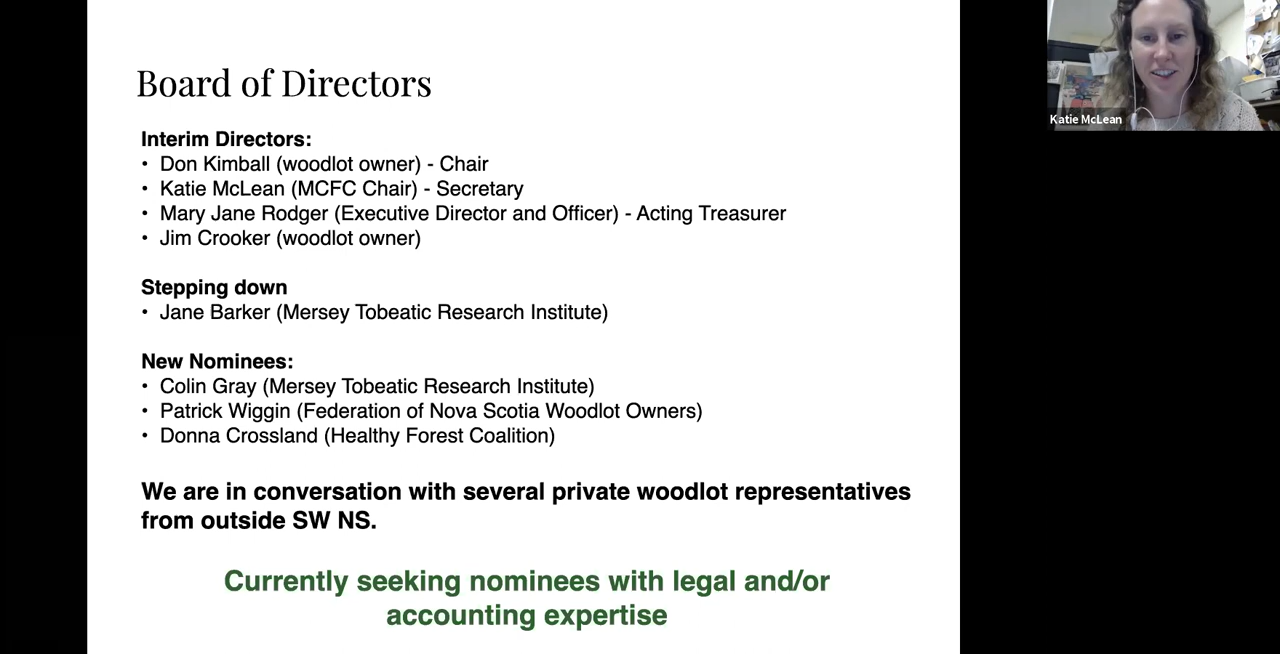 Board of Directors
Interim Directors:
• Don Kimball (woodlot owner) - Chair
• Katie McLean (MCFC Chair) - Secretary
• Mary Jane Rodger (Executive Director and Officer) - Acting Treasurer
• Jim Crooker (woodlot owner)
Stepping down
• Jane Barker (Mersey Tobeatic Research Institute)
New Nominees:
• Colin Gray (Mersey Tobeatic Research Institute)
• Patrick Wiggin (Federation of Nova Scotia Woodlot Owners)
• Donna Crossland (Healthy Forest Coalition)
We are in conversation with several private woodlot representatives
from outside SW NS.
Currently seeking nominees with legal and/or
accounting expertise
Katie McLean